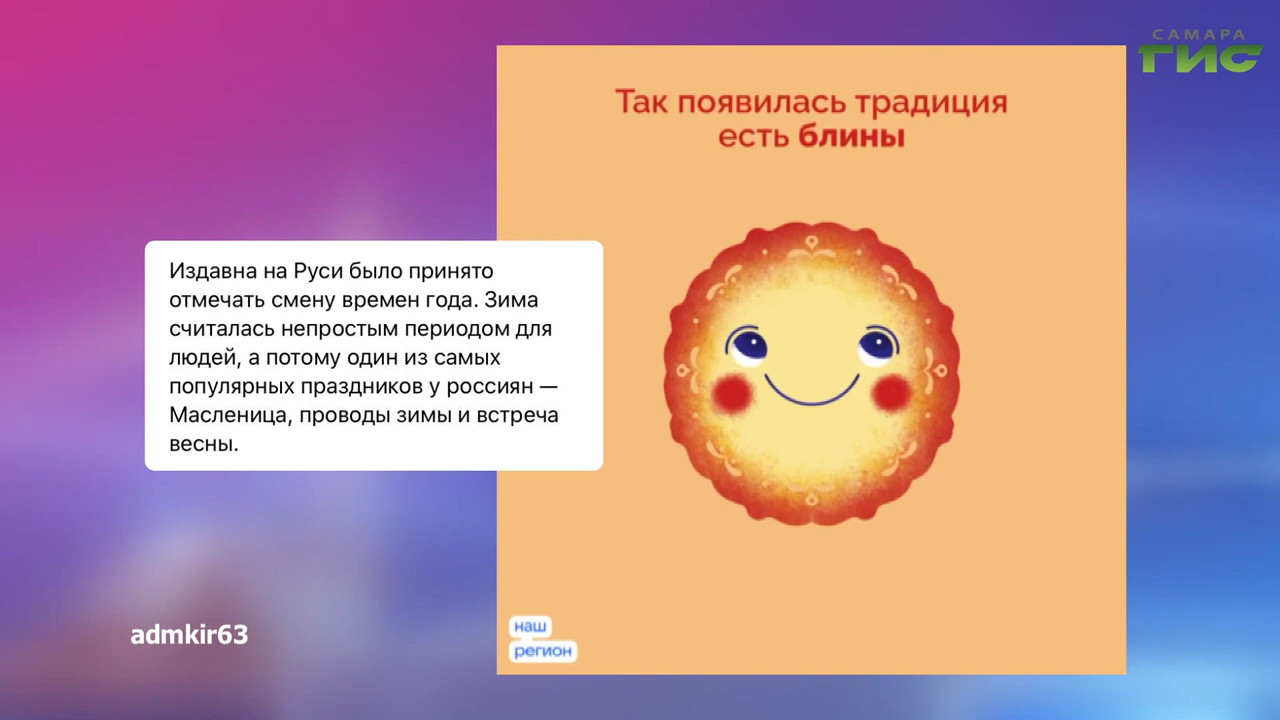 САМАРА
ГИС
Так появилась традиция
есть блины
Издавна на Руси было принято
отмечать смену времен года. Зима
считалась непростым периодом для
людей, а потому один из самых
популярных праздников у россиян —
Масленица, проводы зимы и встреча
весны.
admkir63
наш
регион